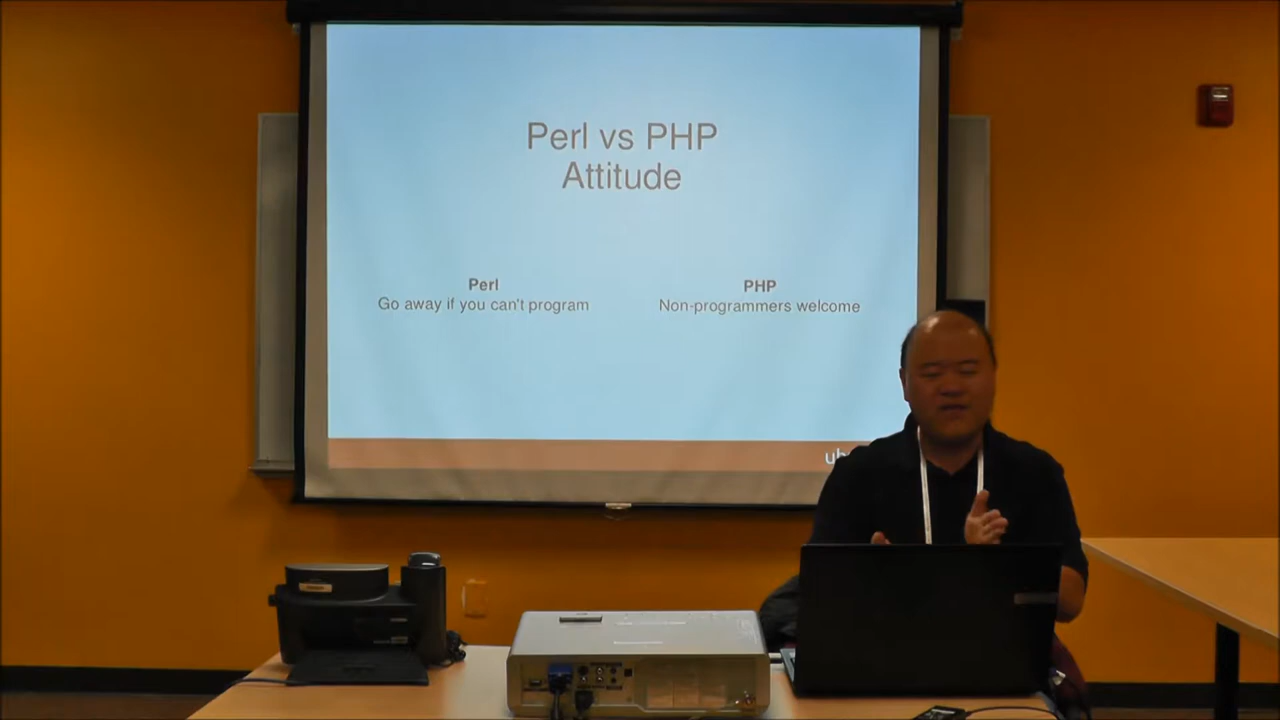 Perl vs PHP
Attitude
Perl
Go away if you can't program
PHP
Non-programmers welcome